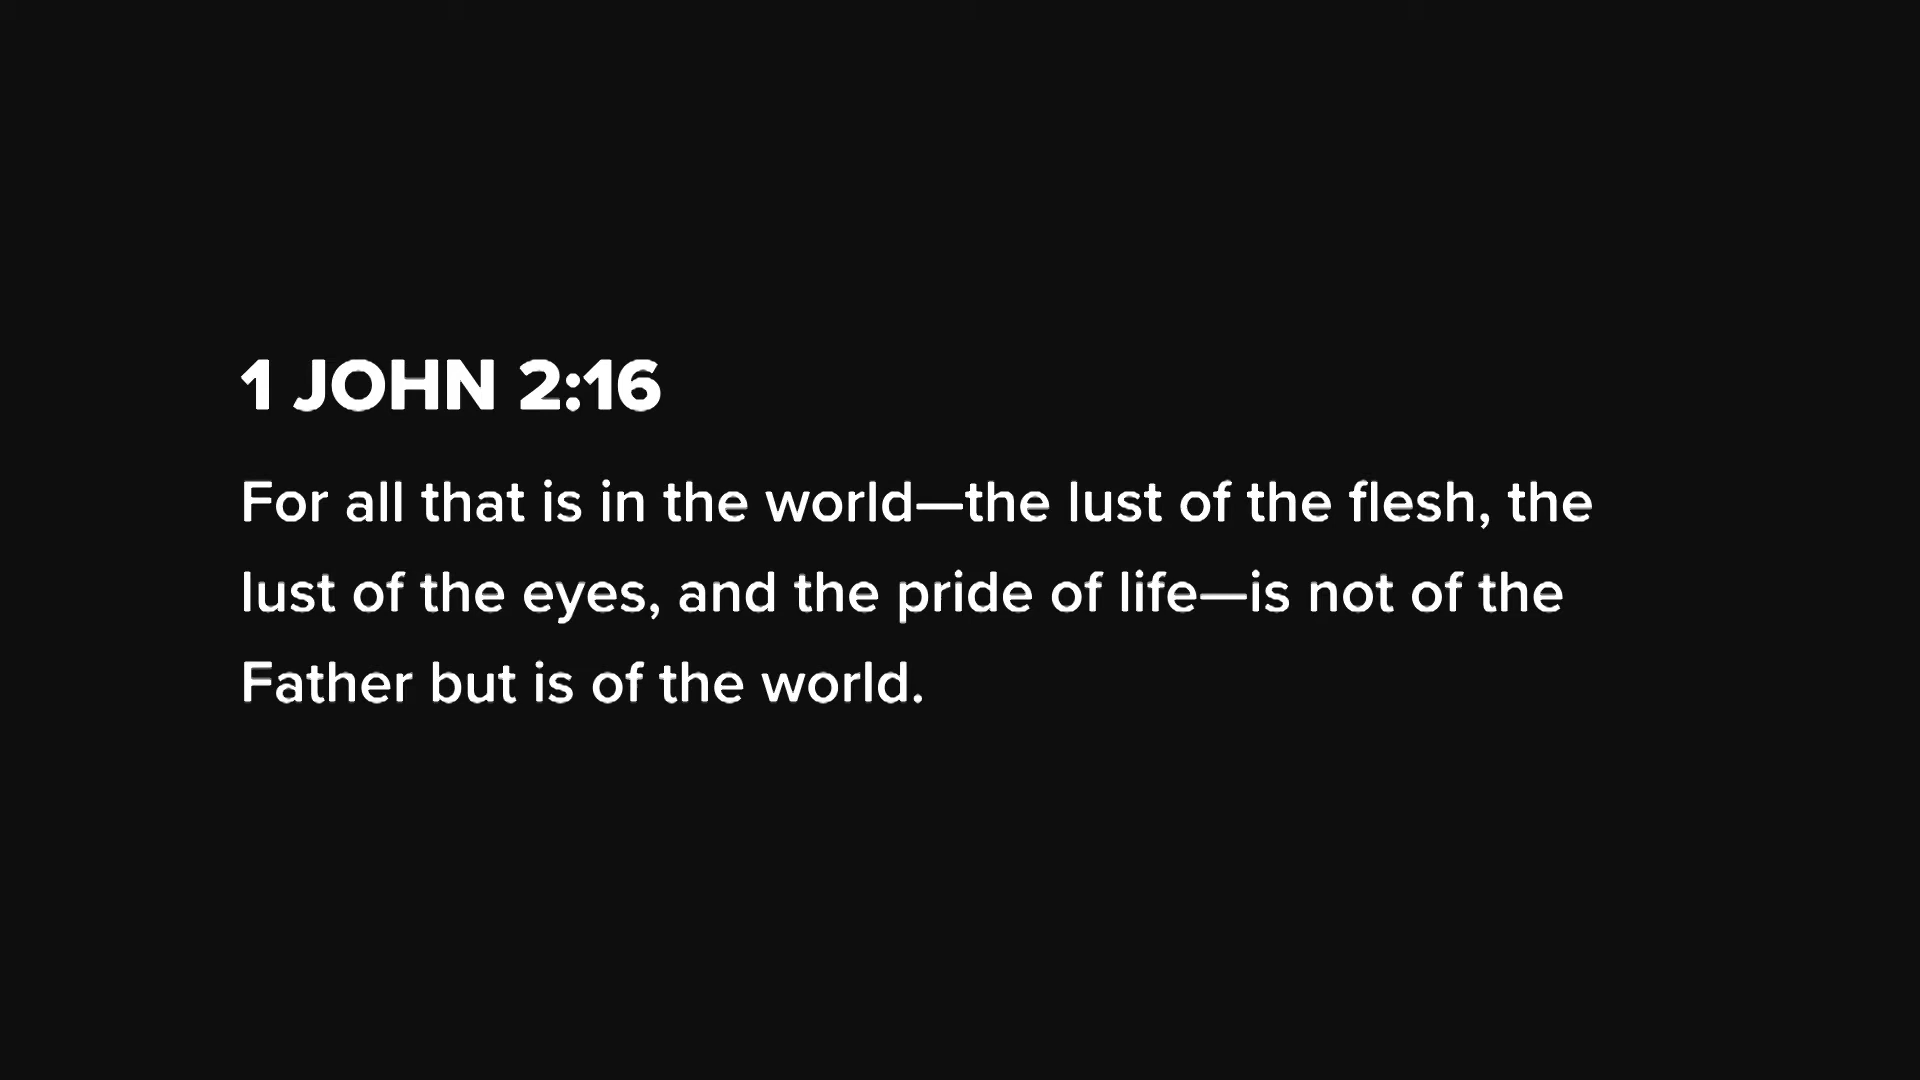 1 JOHN 2:16
For all that is in the world—the lust of the flesh, the
lust of the eyes, and the pride of life—is not of the
Father but is of the world.